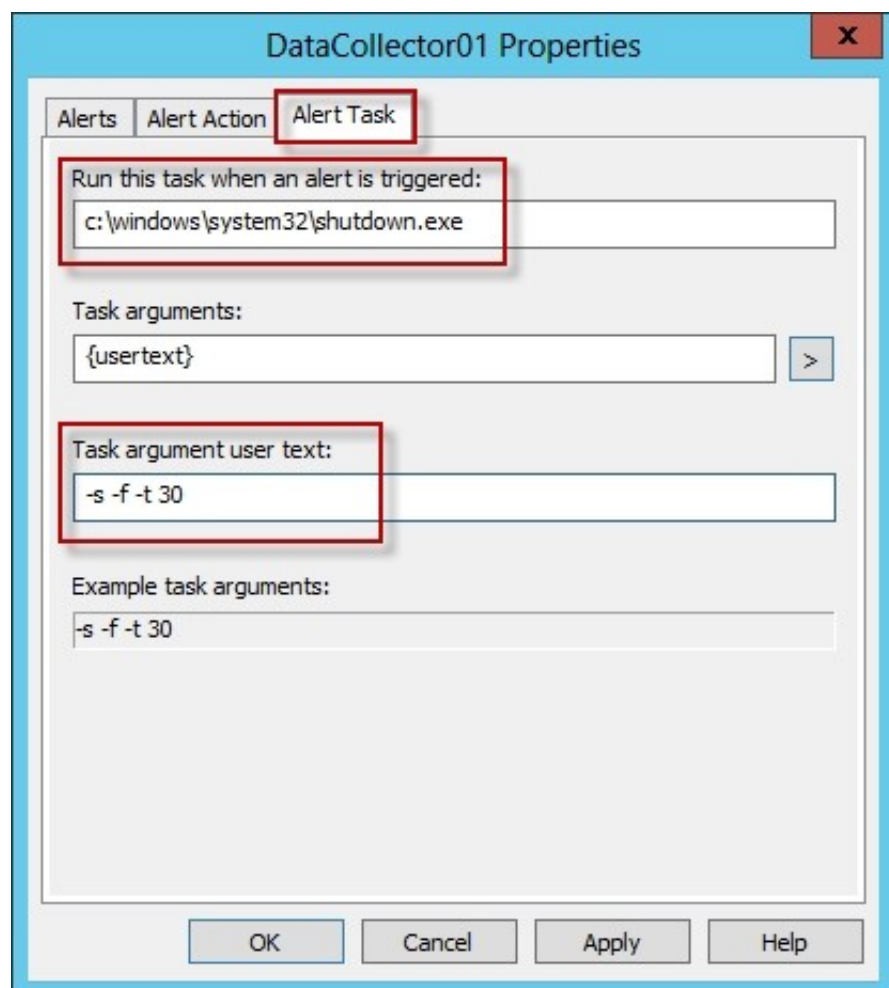 DataCollector01 Properties
x
Alerts Alert Action Alert Task
Run this task when an alert is triggered:
c:\windows\system32\shutdown.exe
Task arguments:
{usertext}
>
Task argument user text:
-s -f -t 30
Example task arguments:
-s -f -t 30
OK Cancel Apply Help